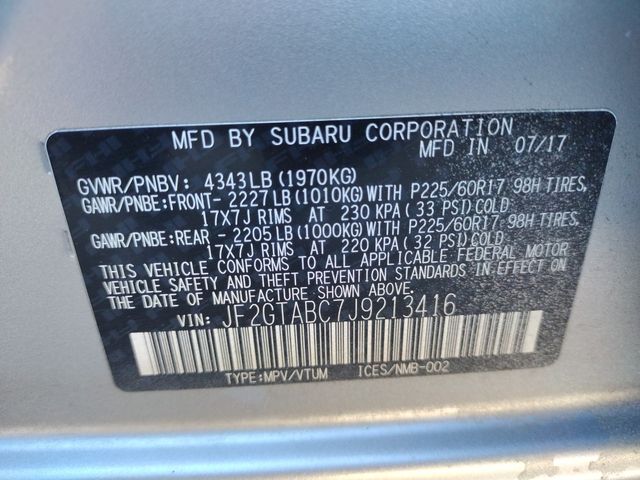 MFD BY SUBARU CORPORATION
MFD IN 07/17
GVWR/PNBV: 4343LB(1970KG)
GAWR/PNBE:FRONT-2227LB(1010KG)WITH P225/60R17 98H TIRES,
17X7J RIMS AT 230 KPA(33 PSI)COLD
GAWR/PNBE:REAR -2205LB(1000KG)WITH P225/60R17 98H TIRES,
17X7J RIMS AT 220 KPA(32 PSI)COLD
THIS VEHICLE CONFORMS TO ALL APPLICABLE FEDERAL MOTOR
VEHICLE SAFETY AND THEFT PREVENTION STANDARDS IN EFFECT ON
THE DATE OF MANUFACTURE SHOWN ABOVE.
VIN: JF2GTABC7J9213416
TYPE:MPV/VTUM ICES/NMB-002